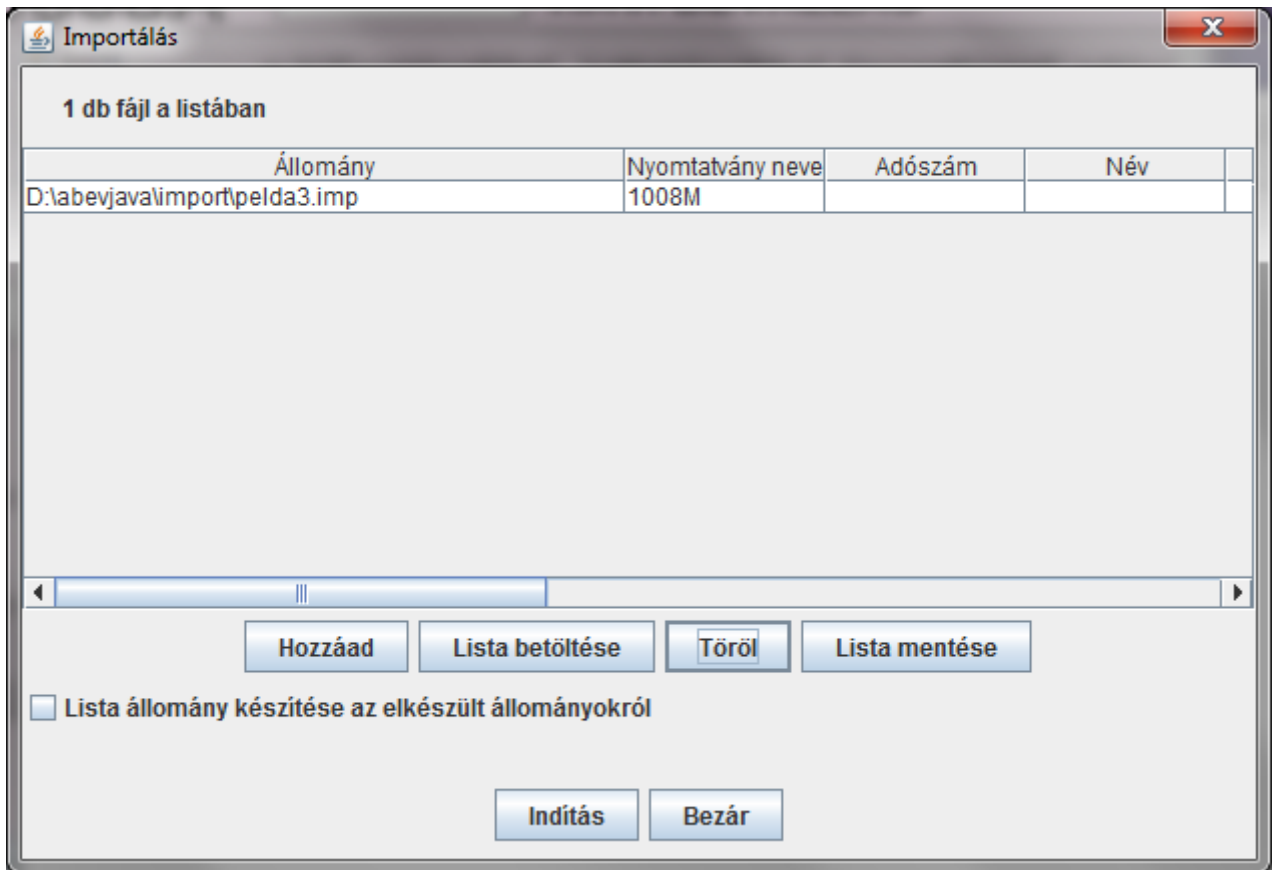 Importálás
1 db fájl a listában
Állomány Nyomtatvány neve Adószám Név
D:\abevjava\import\pelda3.imp 1008M
Hozzáad Lista betöltése Töröl Lista mentése
Lista állomány készítése az elkészült állományokról
Indítás Bezár